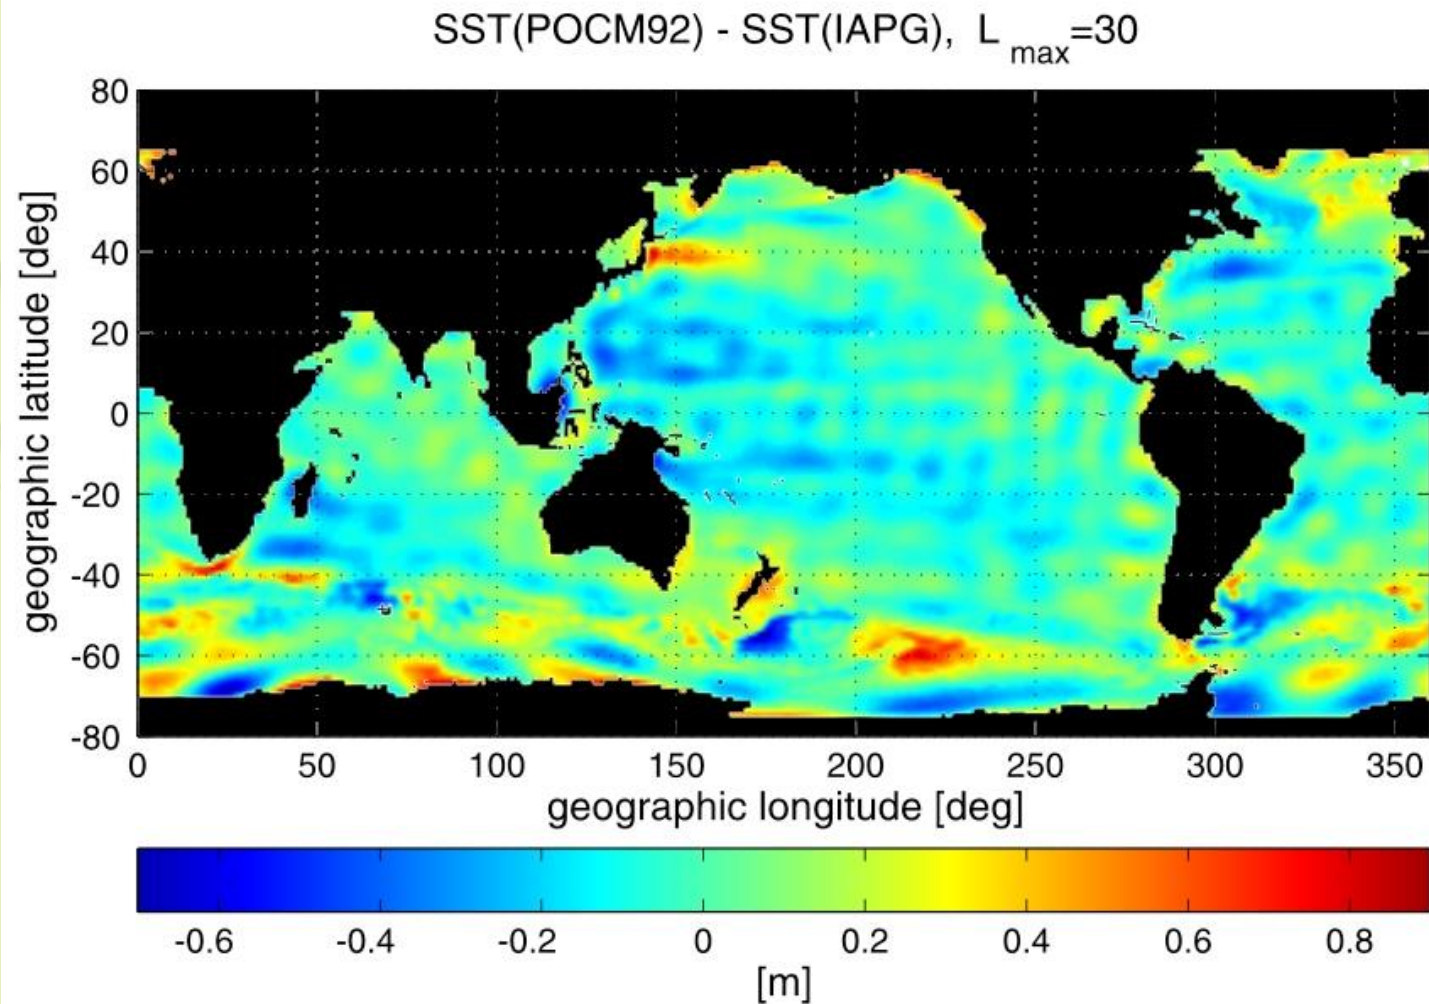 SST(POCM92) - SST(IAPG), L max=30
80
60
40
20
0
-20
-40
-60
-80
geographic latitude [deg]
0 50 100 150 200 250 300 350
geographic longitude [deg]
-0.6 -0.4 -0.2 0 0.2 0.4 0.6 0.8
[m]